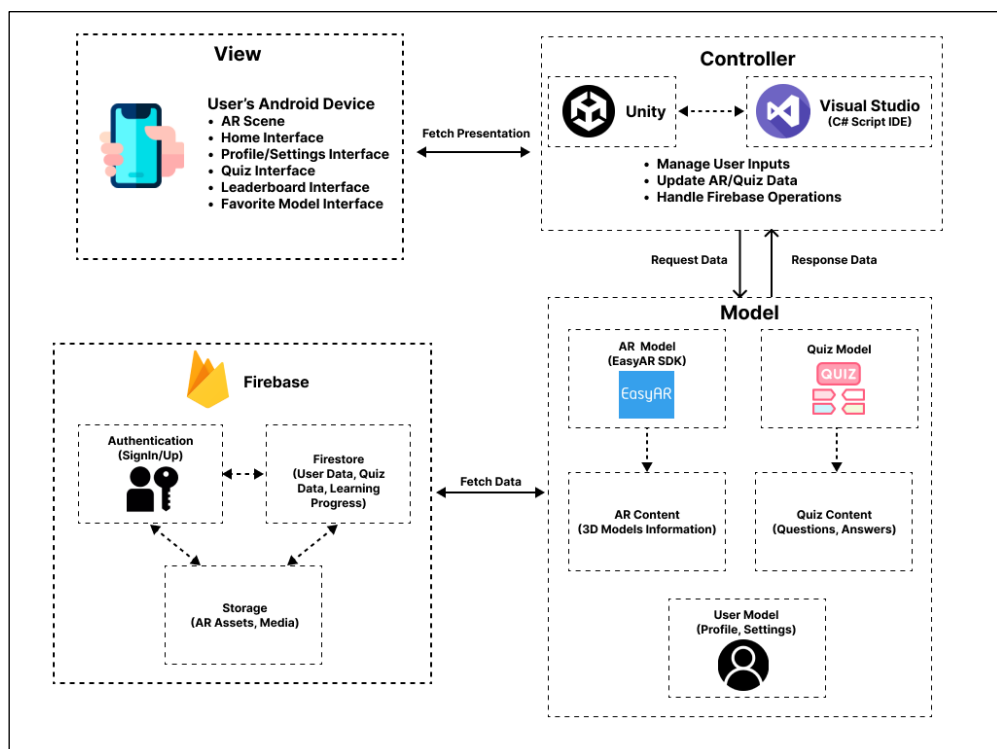 View
User's Android Device
• AR Scene
• Home Interface
• Profile/Settings Interface
• Quiz Interface
• Leaderboard Interface
• Favorite Model Interface
Fetch Presentation
Controller
Unity
Visual Studio
(C# Script IDE)
• Manage User Inputs
• Update AR/Quiz Data
• Handle Firebase Operations
Request Data
Response Data
Model
AR Model
(EasyAR SDK)
EasyAR
Quiz Model
QUIZ
AR Content
(3D Models Information)
Quiz Content
(Questions, Answers)
User Model
(Profile, Settings)
Fetch Data
Firebase
Authentication
(SignIn/Up)
Firestore
(User Data, Quiz
Data, Learning
Progress)
Storage
(AR Assets, Media)